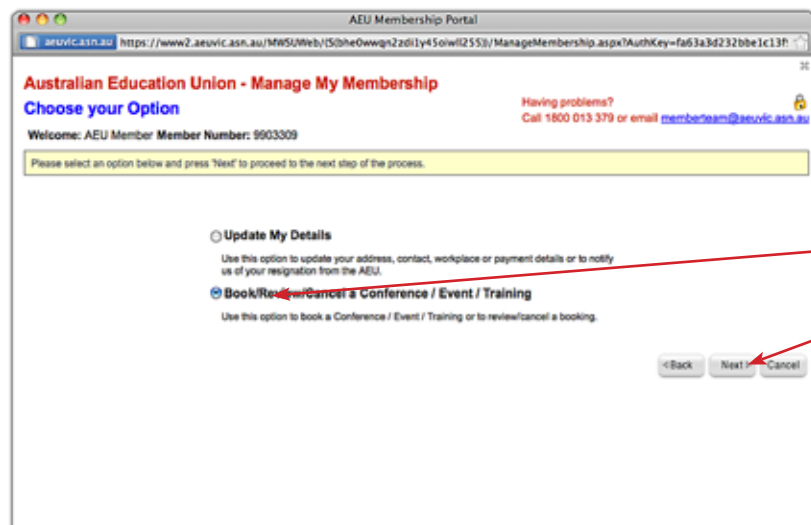 AEU Membership Portal
aeuvic.asn.au https://www2.aeuvic.asn.au/MWSUWeb/
Australian Education Union - Manage My Membership
Choose your Option
Having problems?
Call 1800 013 379 or email memberteam@aeuvic.asn.au
Welcome: AEU Member Member Number: 9903309
Please select an option below and press 'Next' to proceed to the next step of the process.
Update My Details
Use this option to update your address, contact, workplace or payment details or to notify
us of your resignation from the AEU.
Book/Review/Cancel a Conference / Event / Training
Use this option to book a Conference / Event / Training or to review/cancel a booking.
<Back Next> Cancel